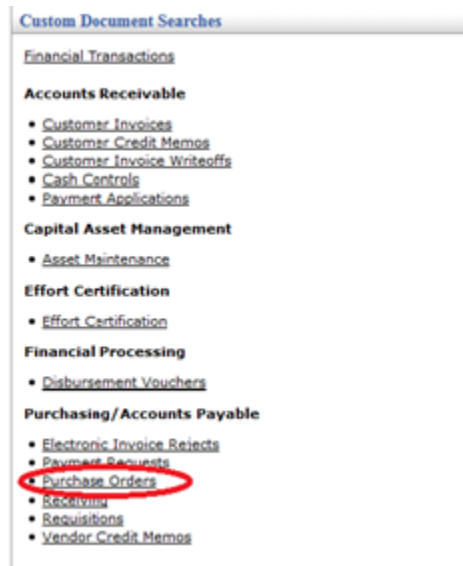 Custom Document Searches
Financial Transactions
Accounts Receivable
• Customer Invoices
• Customer Credit Memos
• Customer Invoice Writeoffs
• Cash Controls
• Payment Applications
Capital Asset Management
• Asset Maintenance
Effort Certification
• Effort Certification
Financial Processing
• Disbursement Vouchers
Purchasing/Accounts Payable
• Electronic Invoice Rejects
• Payment Requests
• Purchase Orders
• Receiving
• Requisitions
• Vendor Credit Memos